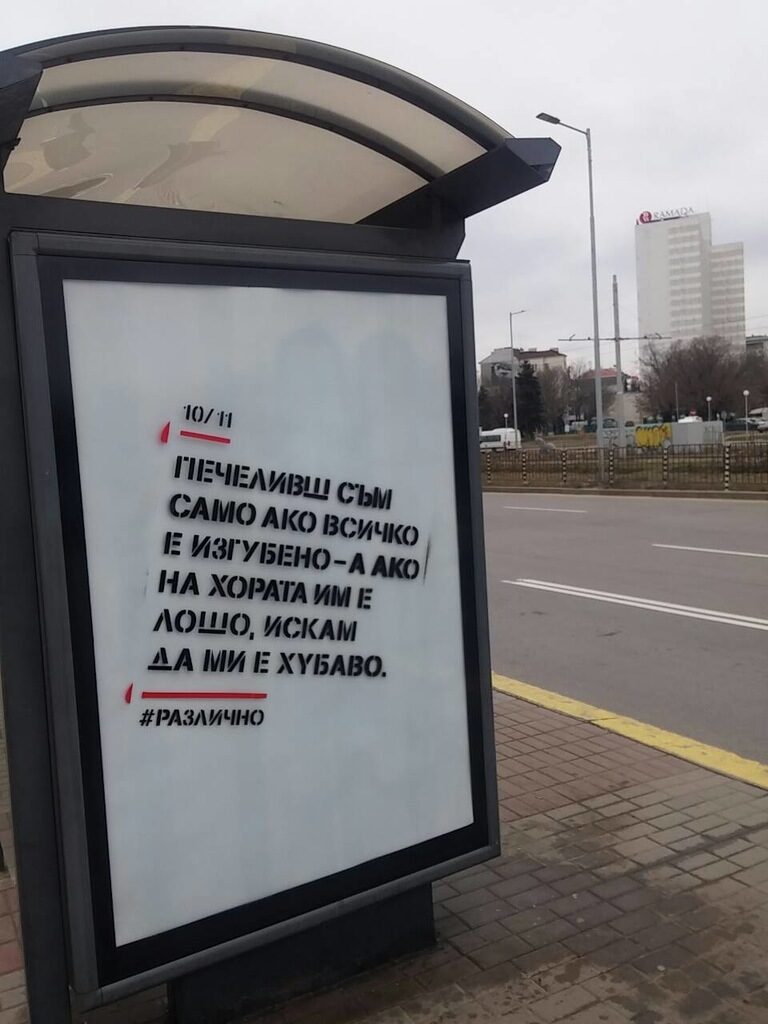 10/11
ПЕЧЕЛИВШ СЪМ
САМО АКО ВСИЧКО
Е ИЗГУБЕНО – А АКО
НА ХОРАТА ИМ Е
ЛОШО, ИСКАМ
ДА МИ Е ХУБАВО.
#РАЗЛИЧНО
RAMADA